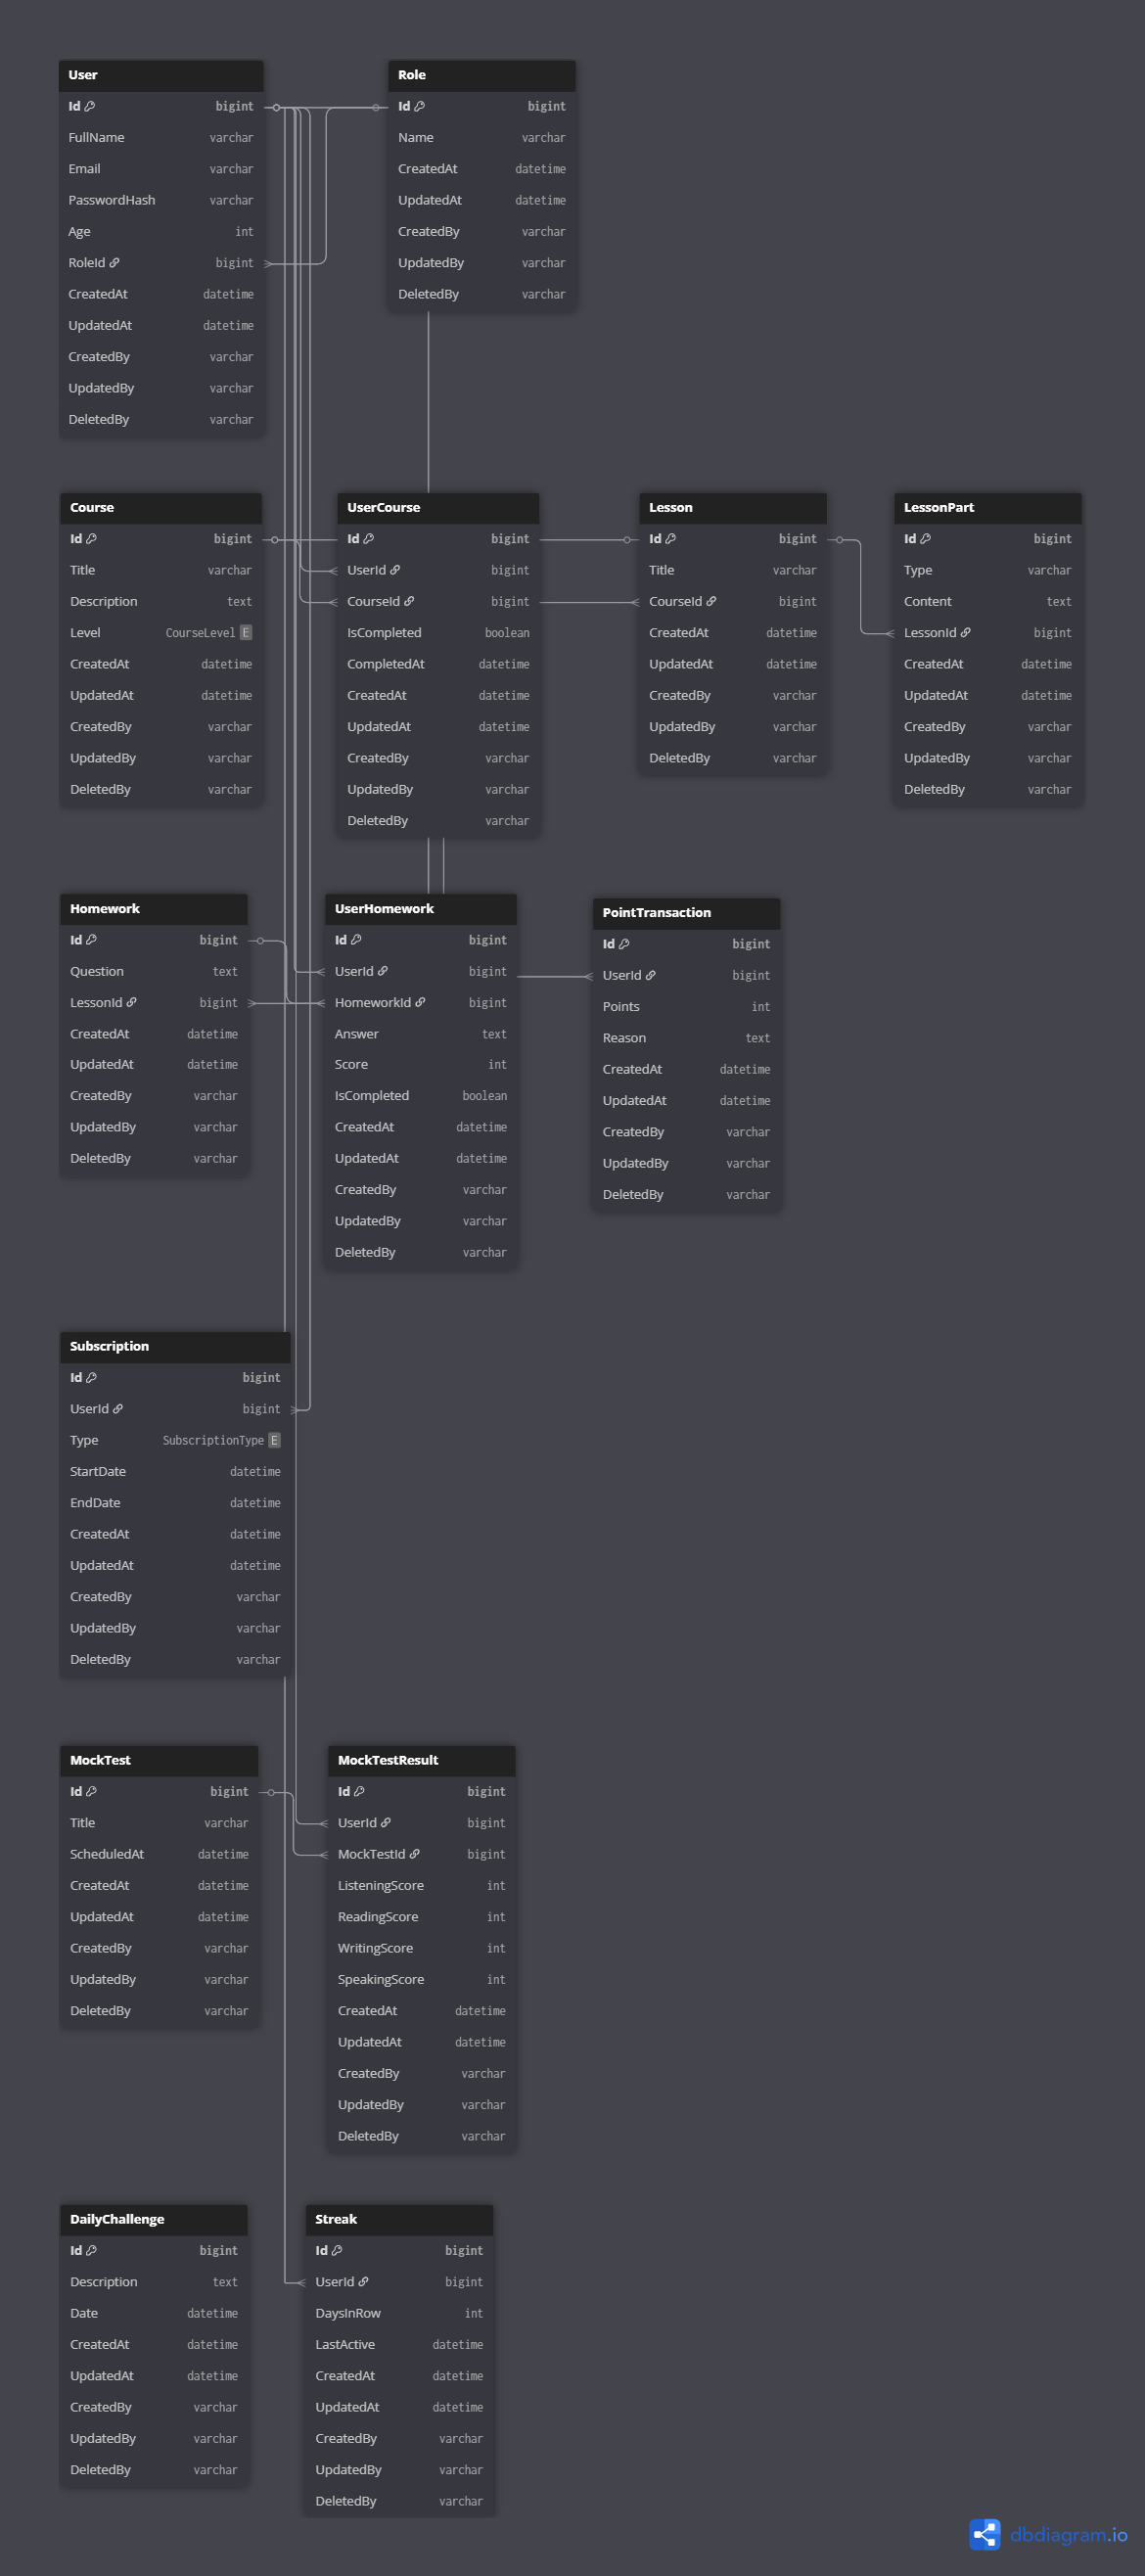 User
Id bigint
FullName varchar
Email varchar
PasswordHash varchar
Age int
RoleId bigint
CreatedAt datetime
UpdatedAt datetime
CreatedBy varchar
UpdatedBy varchar
DeletedBy varchar
Role
Id bigint
Name varchar
CreatedAt datetime
UpdatedAt datetime
CreatedBy varchar
UpdatedBy varchar
DeletedBy varchar
Course
Id bigint
Title varchar
Description text
Level CourseLevel E
CreatedAt datetime
UpdatedAt datetime
CreatedBy varchar
UpdatedBy varchar
DeletedBy varchar
UserCourse
Id bigint
UserId bigint
CourseId bigint
IsCompleted boolean
CompletedAt datetime
CreatedAt datetime
UpdatedAt datetime
CreatedBy varchar
UpdatedBy varchar
DeletedBy varchar
Lesson
Id bigint
Title varchar
CourseId bigint
CreatedAt datetime
UpdatedAt datetime
CreatedBy varchar
UpdatedBy varchar
DeletedBy varchar
LessonPart
Id bigint
Type varchar
Content text
LessonId bigint
CreatedAt datetime
UpdatedAt datetime
CreatedBy varchar
UpdatedBy varchar
DeletedBy varchar
Homework
Id bigint
Question text
LessonId bigint
CreatedAt datetime
UpdatedAt datetime
CreatedBy varchar
UpdatedBy varchar
DeletedBy varchar
UserHomework
Id bigint
UserId bigint
HomeworkId bigint
Answer text
Score int
IsCompleted boolean
CreatedAt datetime
UpdatedAt datetime
CreatedBy varchar
UpdatedBy varchar
DeletedBy varchar
PointTransaction
Id bigint
UserId bigint
Points int
Reason text
CreatedAt datetime
UpdatedAt datetime
CreatedBy varchar
UpdatedBy varchar
DeletedBy varchar
Subscription
Id bigint
UserId bigint
Type SubscriptionType E
StartDate datetime
EndDate datetime
CreatedAt datetime
UpdatedAt datetime
CreatedBy varchar
UpdatedBy varchar
DeletedBy varchar
MockTest
Id bigint
Title varchar
ScheduledAt datetime
CreatedAt datetime
UpdatedAt datetime
CreatedBy varchar
UpdatedBy varchar
DeletedBy varchar
MockTestResult
Id bigint
UserId bigint
MockTestId bigint
ListeningScore int
ReadingScore int
WritingScore int
SpeakingScore int
CreatedAt datetime
UpdatedAt datetime
CreatedBy varchar
UpdatedBy varchar
DeletedBy varchar
DailyChallenge
Id bigint
Description text
Date datetime
CreatedAt datetime
UpdatedAt datetime
CreatedBy varchar
UpdatedBy varchar
DeletedBy varchar
Streak
Id bigint
UserId bigint
DaysInRow int
LastActive datetime
CreatedAt datetime
UpdatedAt datetime
CreatedBy varchar
UpdatedBy varchar
DeletedBy varchar
dbdiagram.io